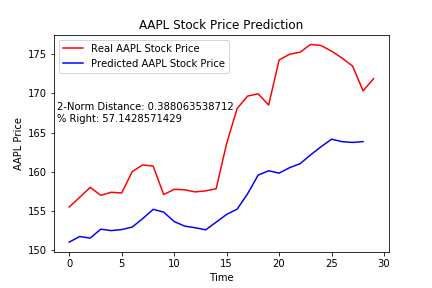 AAPL Stock Price Prediction
Real AAPL Stock Price
Predicted AAPL Stock Price
2-Norm Distance: 0.388063538712
% Right: 57.1428571429
AAPL Price
175
170
165
160
155
150
0
5
10
15
20
25
30
Time